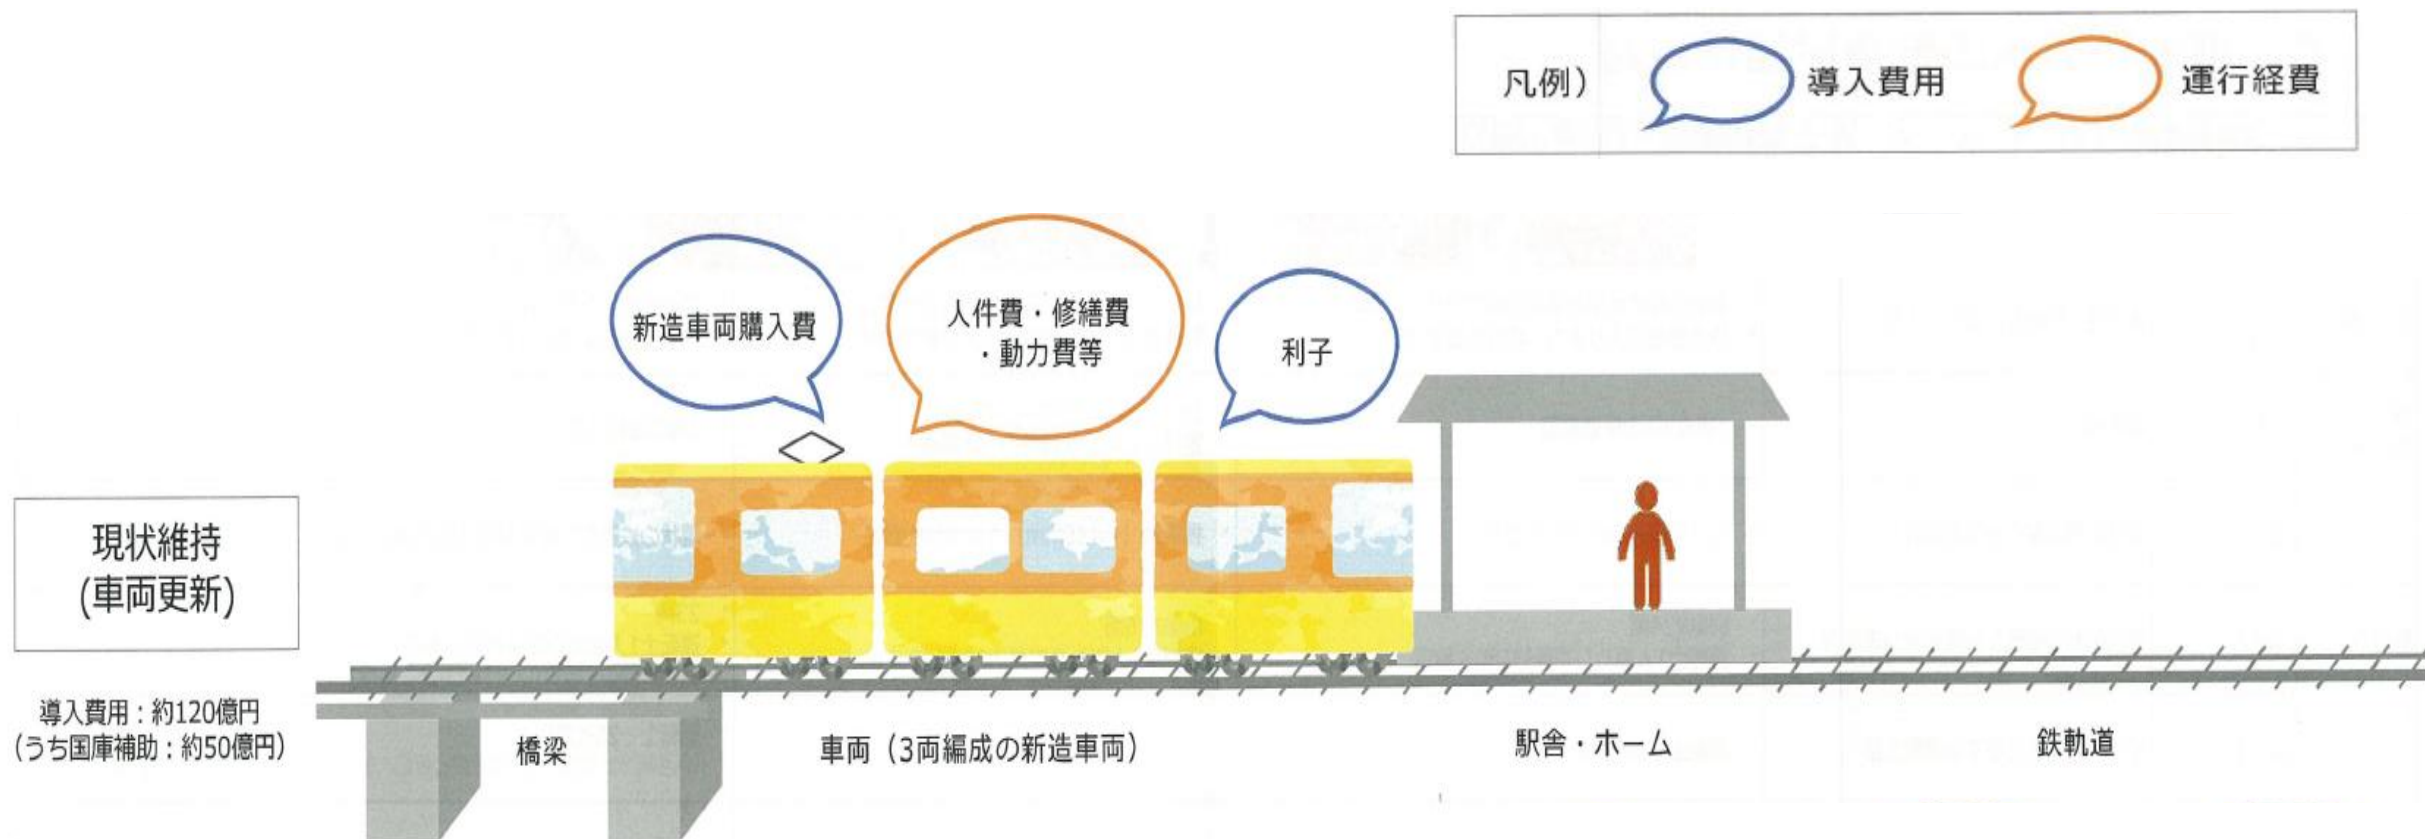 凡例）
導入費用
運行経費
新造車両購入費
人件費・修繕費
・動力費等
利子
現状維持
(車両更新)
導入費用：約120億円
（うち国庫補助：約50億円）
橋梁
車両（3両編成の新造車両）
駅舎・ホーム
鉄軌道